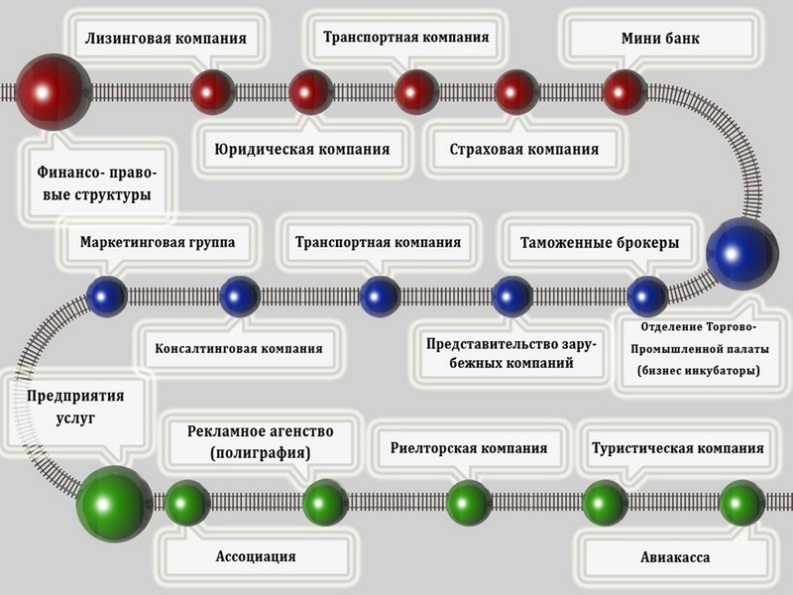 Лизинговая компания
Транспортная компания
Мини банк
Юридическая компания
Страховая компания
Финансо- право-
вые структуры
Маркетинговая группа
Транспортная компания
Таможенные брокеры
Консалтинговая компания
Представительство зару-
бежных компаний
Отделение Торгово-
Промышленной палаты
(бизнес инкубаторы)
Предприятия
услуг
Рекламное агенство
(полиграфия)
Риелторская компания
Туристическая компания
Ассоциация
Авиакасса